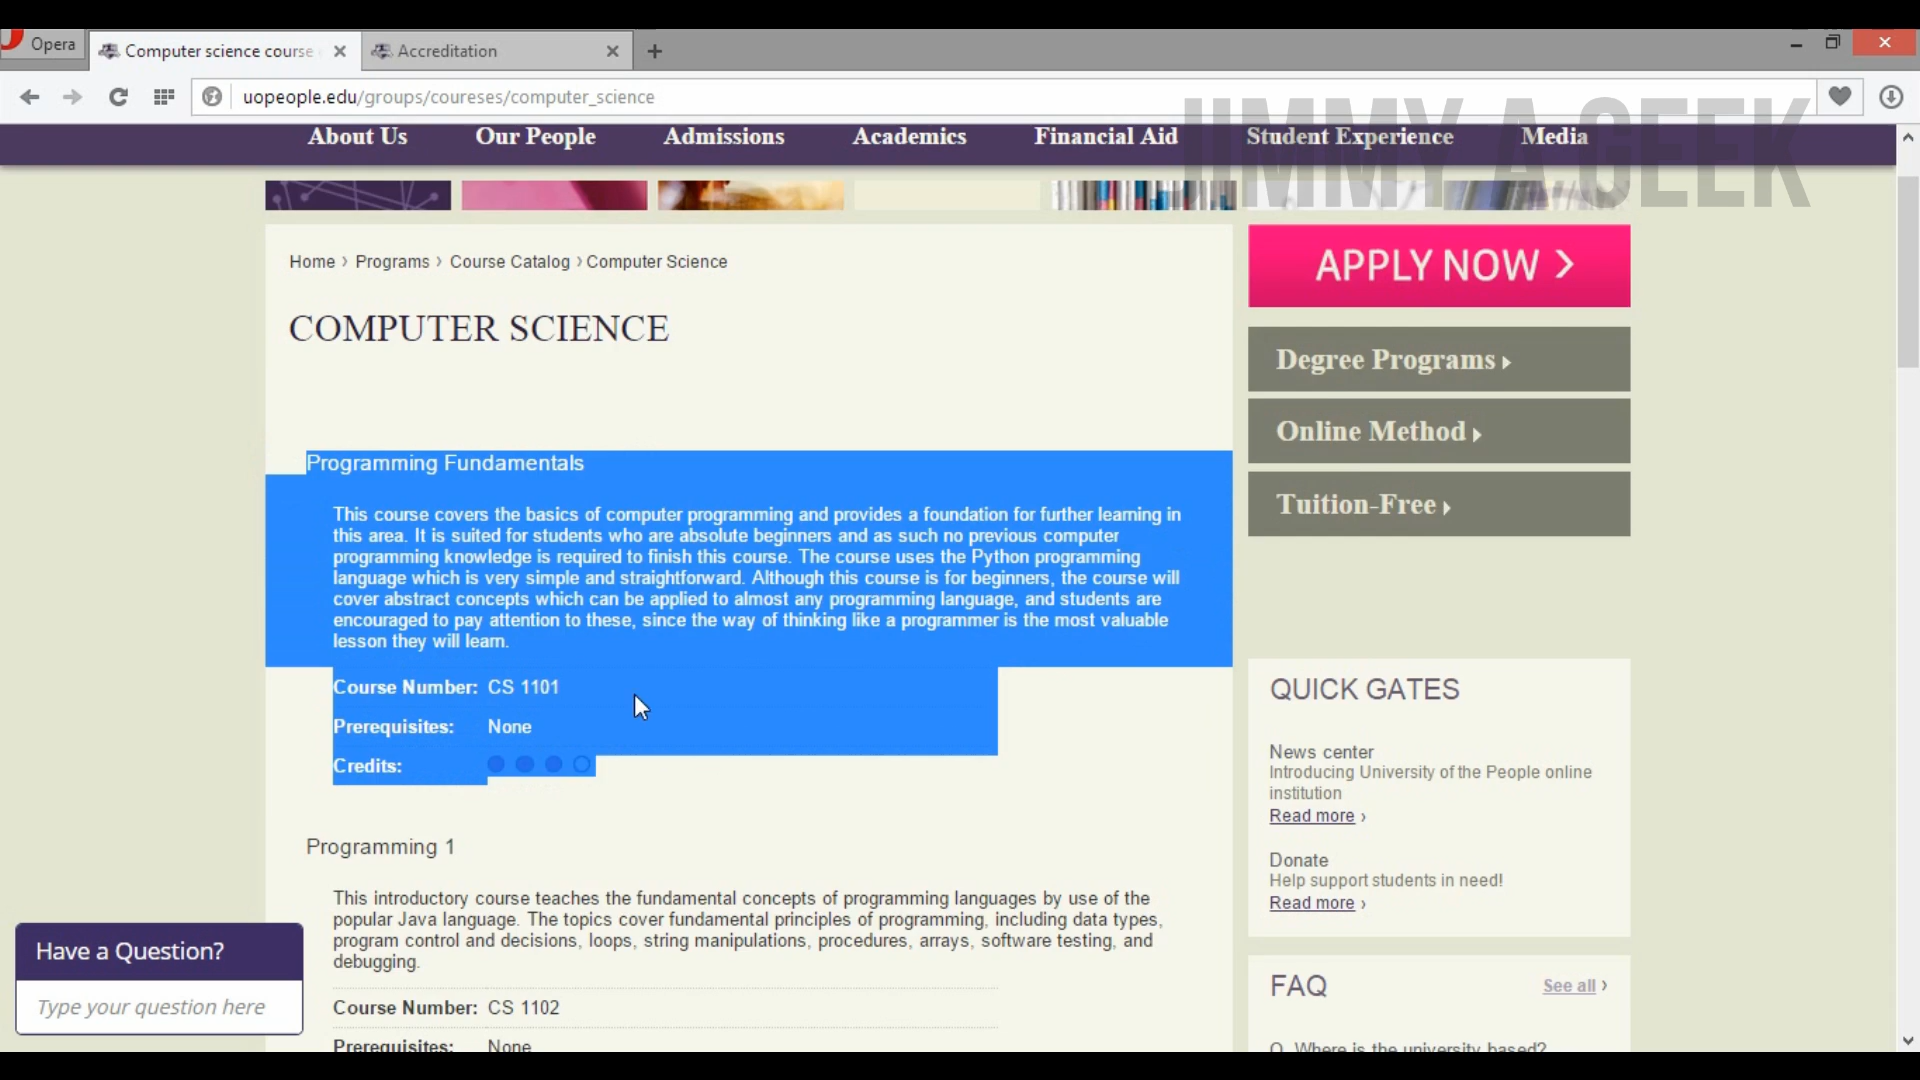 Opera
Computer science course
Accreditation
uopeople.edu/groups/coureses/computer_science
JIMMY A.GEEK
About Us
Our People
Admissions
Academics
Financial Aid
Student Experience
Media
Home › Programs › Course Catalog › Computer Science
APPLY NOW >
COMPUTER SCIENCE
Degree Programs
Online Method
Tuition-Free
Programming Fundamentals
This course covers the basics of computer programming and provides a foundation for further learning in
this area. It is suited for students who are absolute beginners and as such no previous computer
programming knowledge is required to finish this course. The course uses the Python programming
language which is very simple and straightforward. Although this course is for beginners, the course will
cover abstract concepts which can be applied to almost any programming language, and students are
encouraged to pay attention to these, since the way of thinking like a programmer is the most valuable
lesson they will learn.
Course Number: CS 1101
Prerequisites: None
Credits:
Programming 1
This introductory course teaches the fundamental concepts of programming languages by use of the
popular Java language. The topics cover fundamental principles of programming, including data types,
program control and decisions, loops, string manipulations, procedures, arrays, software testing, and
debugging.
Course Number: CS 1102
Prerequisites: None
QUICK GATES
News center
Introducing University of the People online
institution
Read more ›
Donate
Help support students in need!
Read more ›
FAQ
See all ›
Q. Where is the university based?
Have a Question?
Type your question here